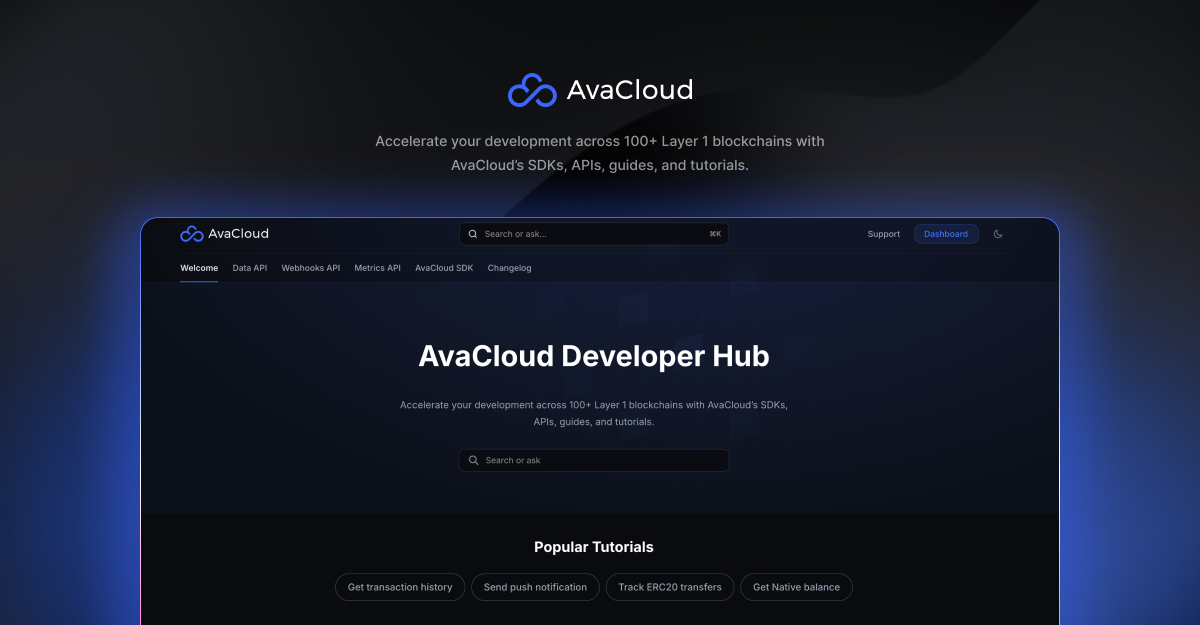 AvaCloud
Accelerate your development across 100+ Layer 1 blockchains with
AvaCloud’s SDKs, APIs, guides, and tutorials.
AvaCloud
Search or ask...
⌘K
Support
Dashboard
Welcome
Data API
Webhooks API
Metrics API
AvaCloud SDK
Changelog
AvaCloud Developer Hub
Accelerate your development across 100+ Layer 1 blockchains with AvaCloud’s SDKs,
APIs, guides, and tutorials.
Search or ask
Popular Tutorials
Get transaction history
Send push notification
Track ERC20 transfers
Get Native balance